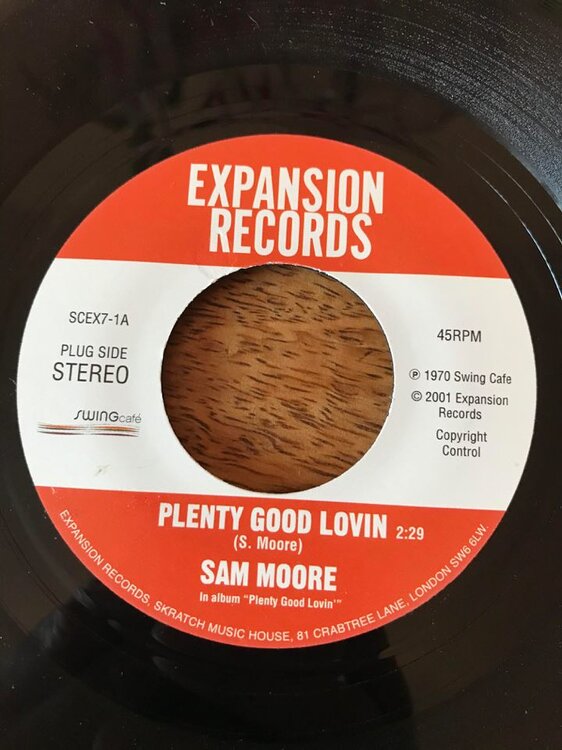 EXPANSION
RECORDS
SCEX7-1A
PLUG SIDE
STEREO
SWINGcafé
45RPM
℗ 1970 Swing Cafe
© 2001 Expansion
Records
Copyright
Control
PLENTY GOOD LOVIN 2:29
(S. Moore)
SAM MOORE
In album "Plenty Good Lovin'"
EXPANSION RECORDS, SKRATCH MUSIC HOUSE, 81 CRABTREE LANE, LONDON SW6 6LW.